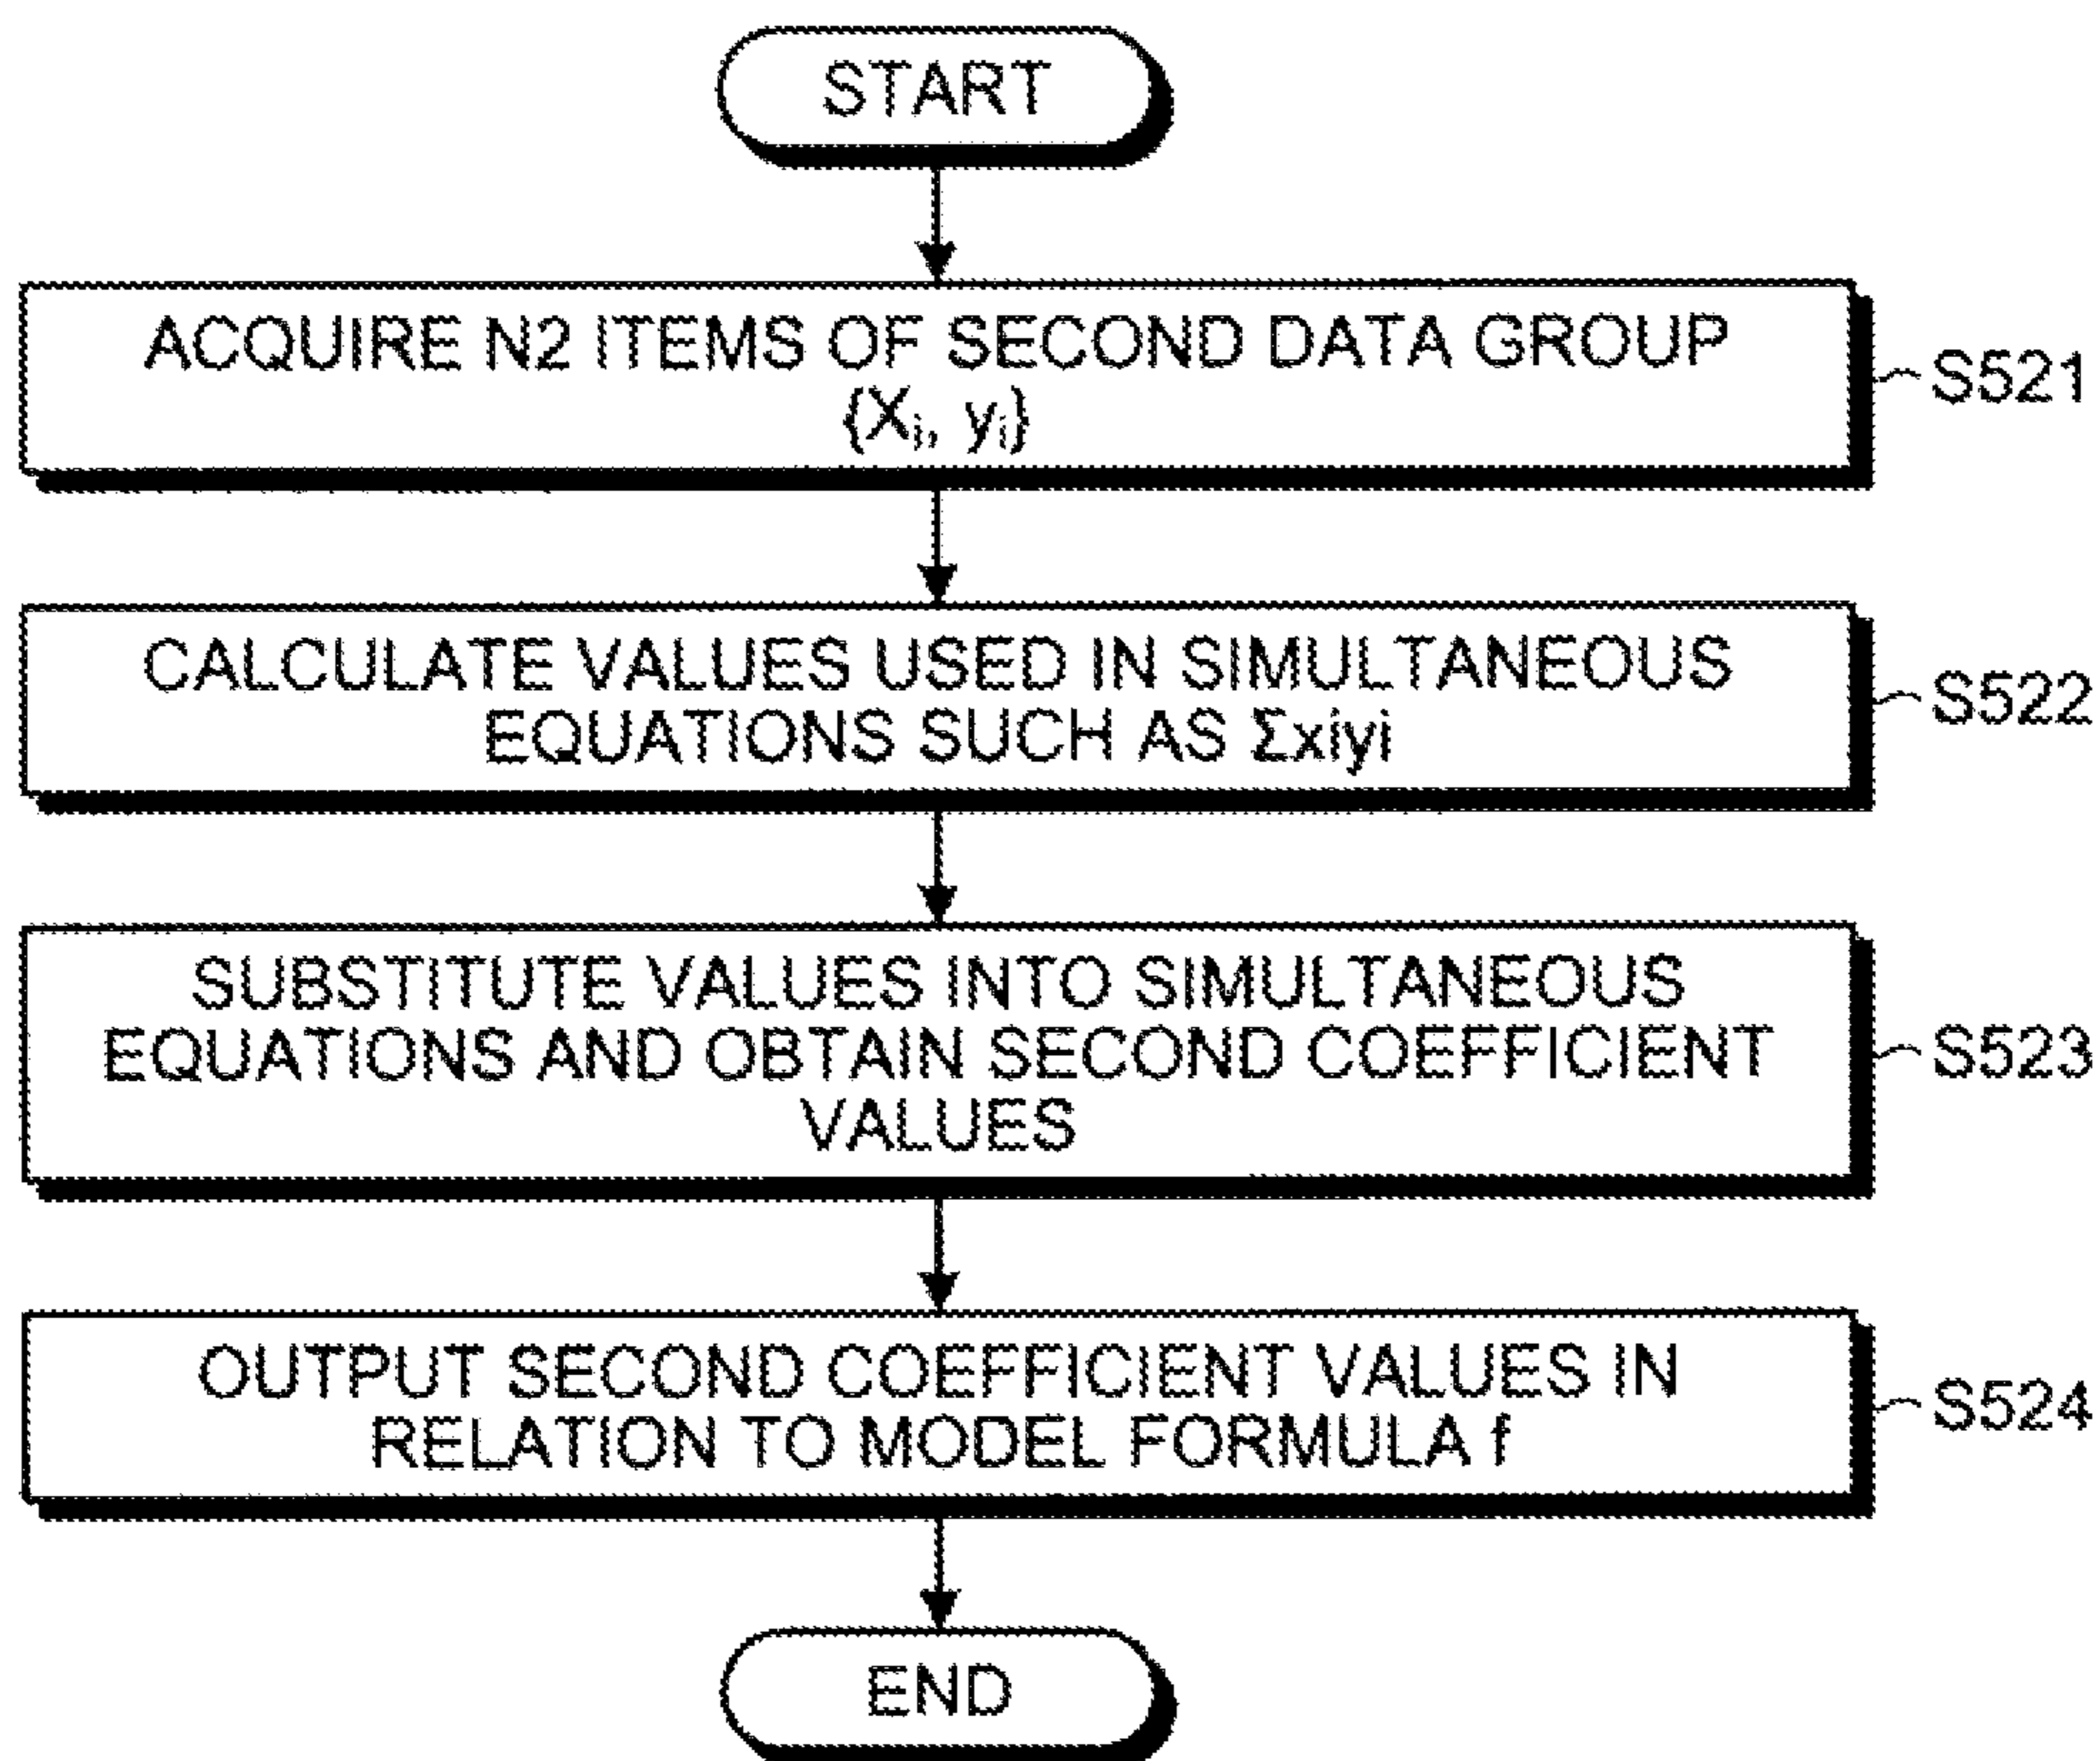 START
ACQUIRE N2 ITEMS OF SECOND DATA GROUP
{Xi, yi}
S521
CALCULATE VALUES USED IN SIMULTANEOUS
EQUATIONS SUCH AS Σxiyi
S522
SUBSTITUTE VALUES INTO SIMULTANEOUS
EQUATIONS AND OBTAIN SECOND COEFFICIENT
VALUES
S523
OUTPUT SECOND COEFFICIENT VALUES IN
RELATION TO MODEL FORMULA f
S524
END